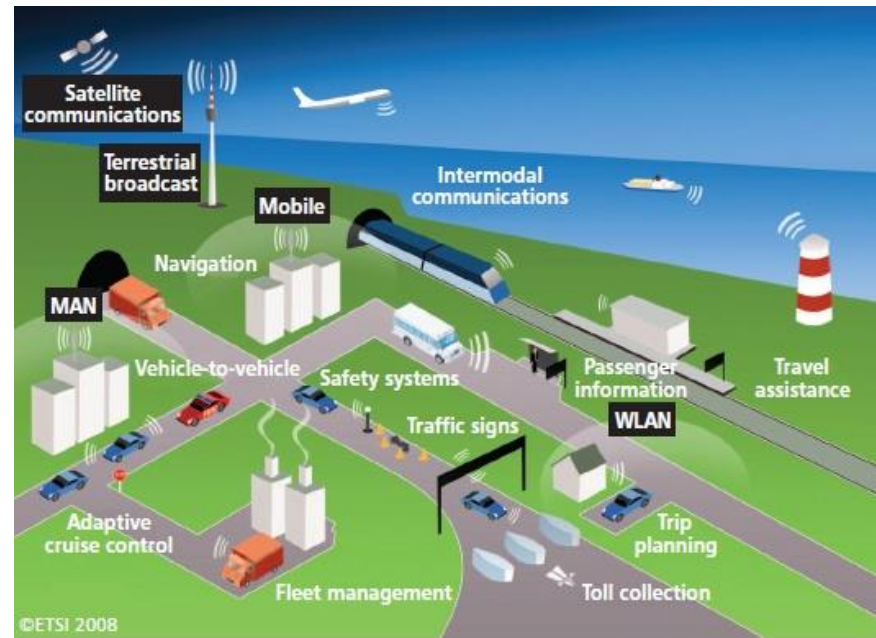 Satellite
communications
Terrestrial
broadcast
Mobile
Intermodal
communications
Navigation
MAN
Vehicle-to-vehicle
Safety systems
Passenger
information
Travel
assistance
WLAN
Traffic signs
Adaptive
cruise control
Trip
planning
Fleet management
Toll collection
©ETSI 2008